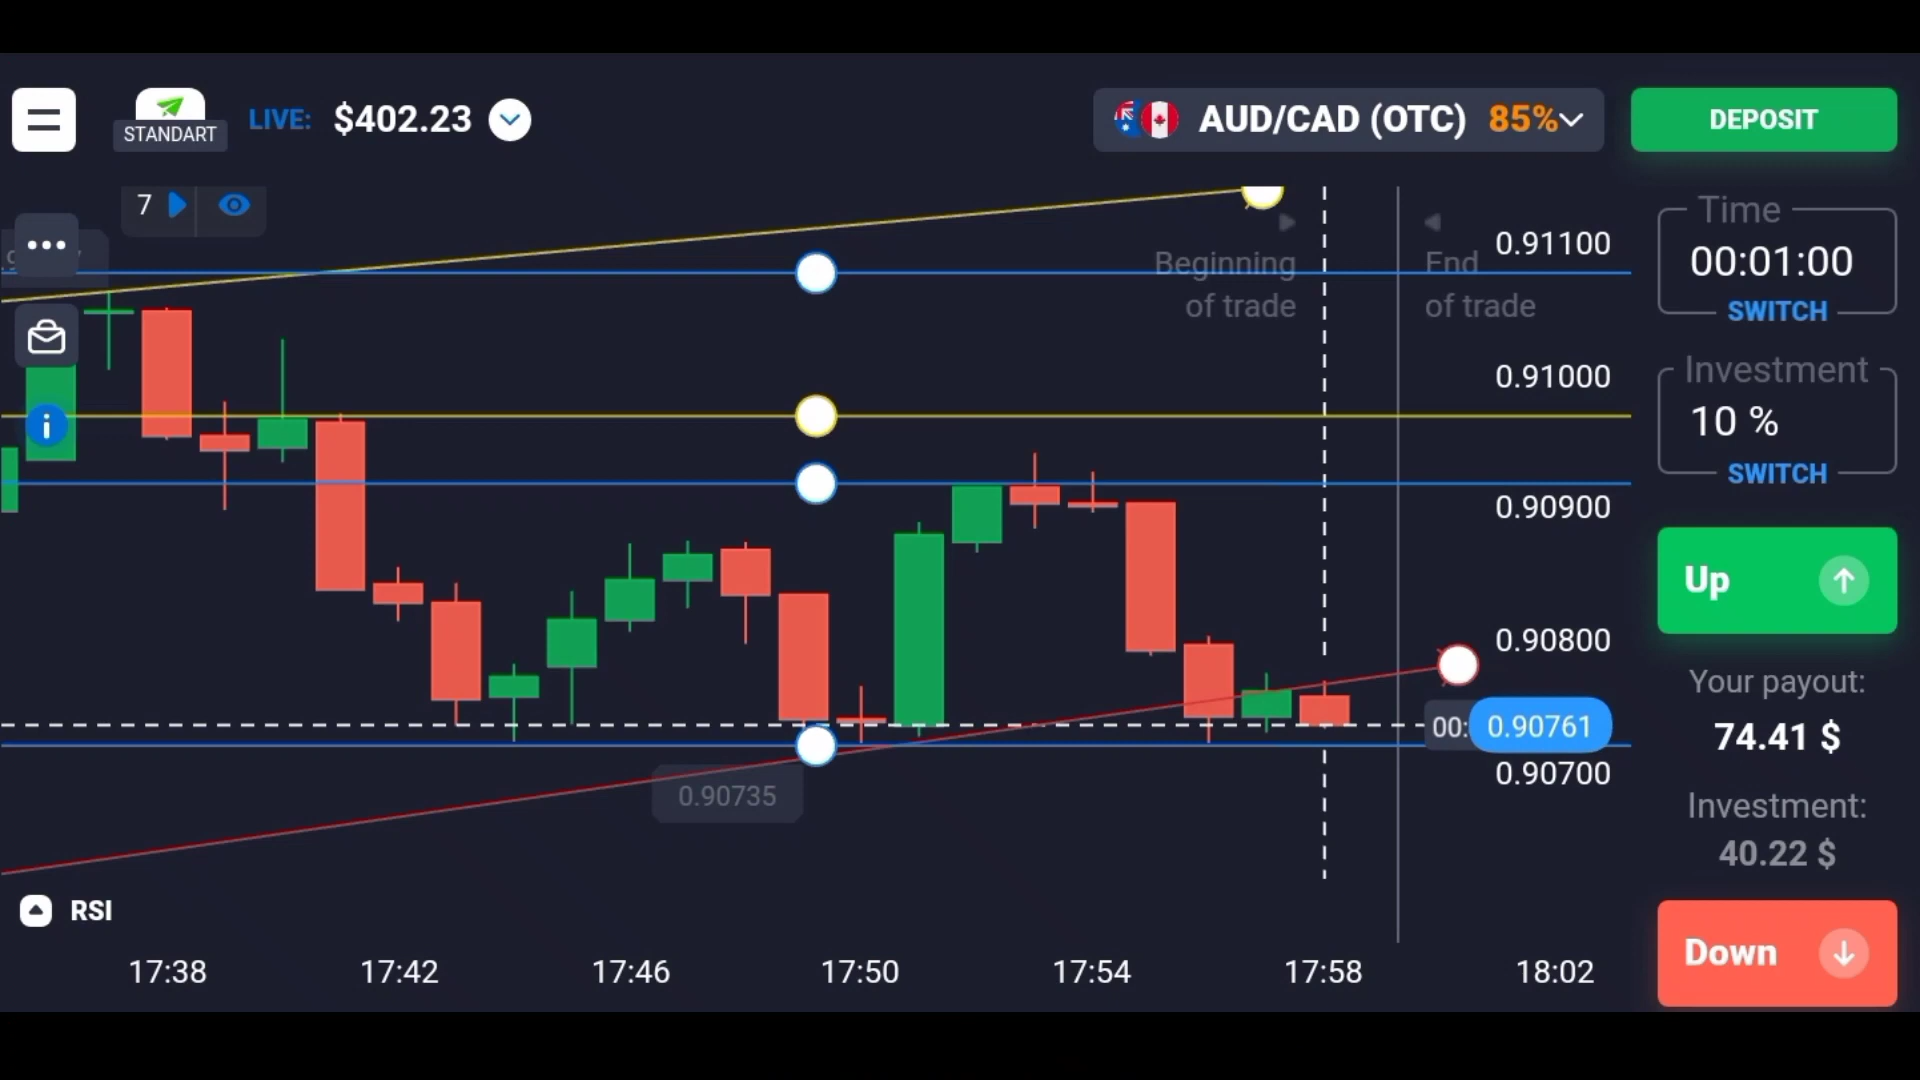 STANDART
LIVE: $402.23
AUD/CAD (OTC) 85%
DEPOSIT
7
Beginning
of trade
End
of trade
0.91100
0.91000
0.90900
0.90800
00: 0.90761
0.90700
0.90735
Time
00:01:00
SWITCH
Investment
10 %
SWITCH
Up
Your payout:
74.41 $
Investment:
40.22 $
Down
RSI
17:38 17:42 17:46 17:50 17:54 17:58 18:02